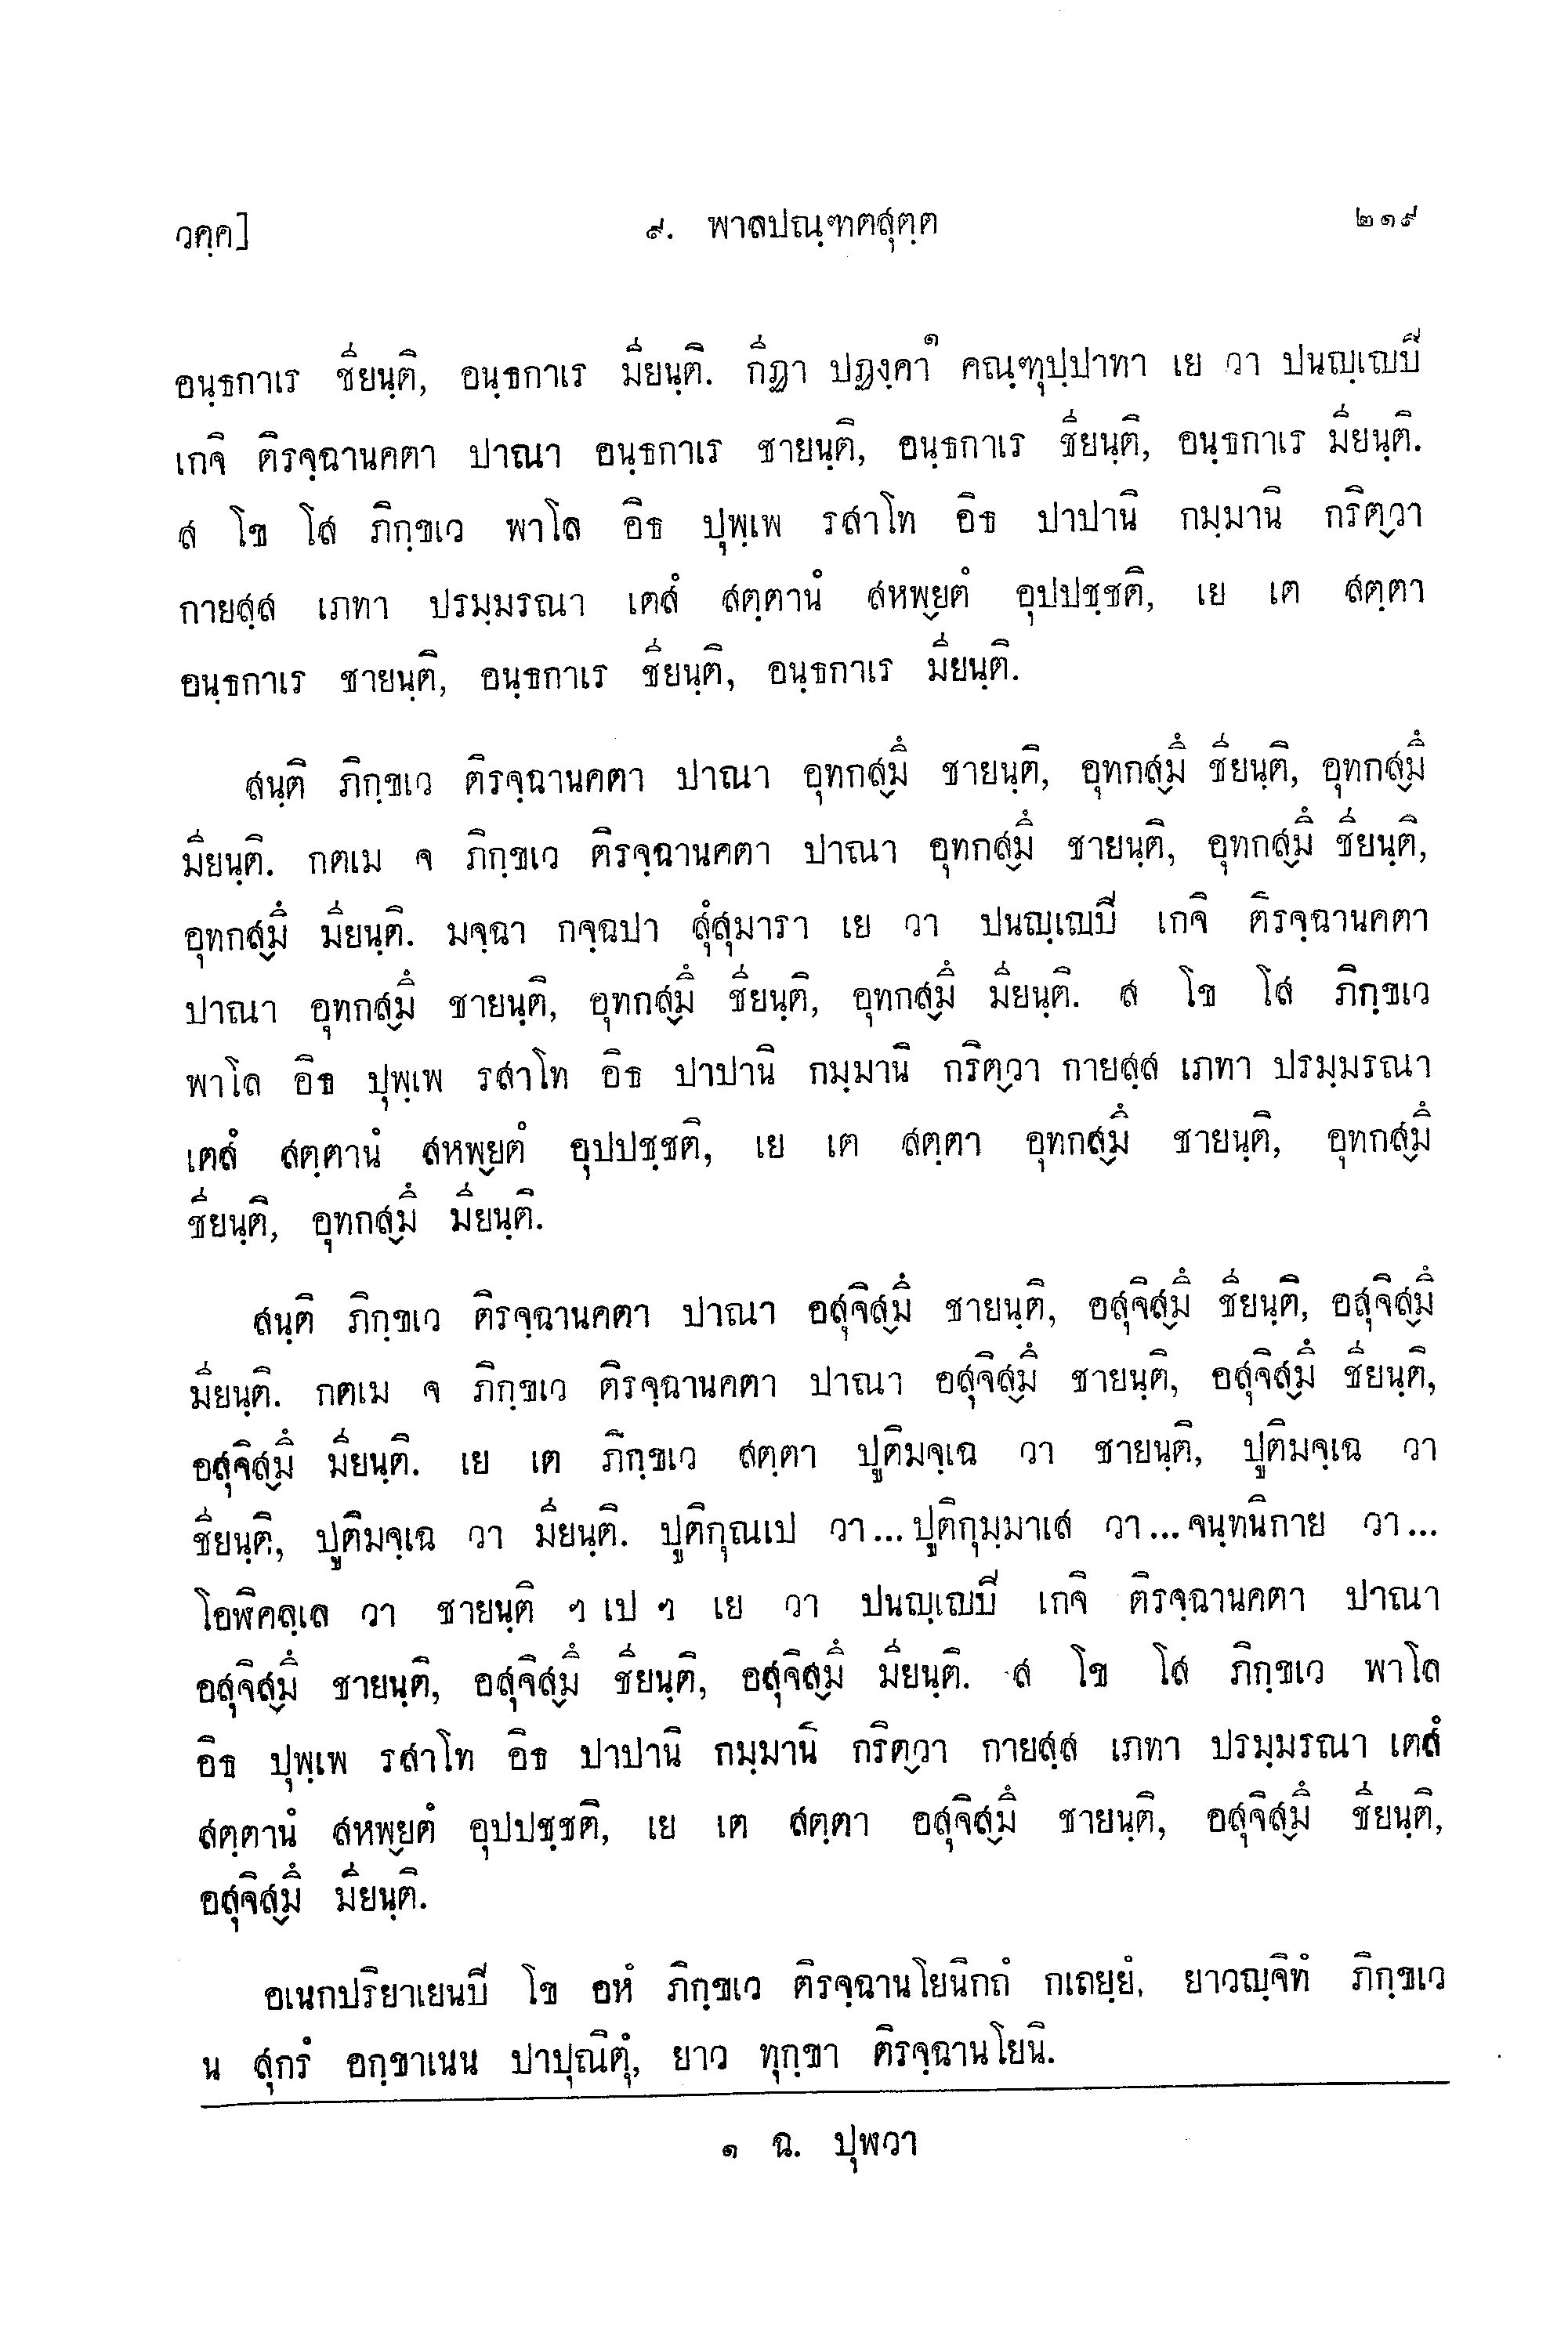 วคฺค] ๙. พาลปณฺฑตสุตฺต ๒๑๙
อนฺธกาเร ชียนฺติ, อนฺธกาเร มียนฺติ. กีฏา ปฏงฺคา๑ คณฺฑุปฺปาทา เย วา ปนญฺเญปิ
เกจิ ติรจฺฉานคตา ปาณา อนฺธกาเร ชายนฺติ, อนฺธกาเร ชียนฺติ, อนฺธกาเร มียนฺติ.
ส โข โส ภิกฺขเว พาโล อิธ ปุพฺเพ รสาโท อิธ ปาปานิ กมฺมานิ กริตฺวา
กายสฺส เภทา ปรมฺมรณา เตสํ สตฺตานํ สหพฺยตํ อุปปชฺชติ, เย เต สตฺตา
อนฺธกาเร ชายนฺติ, อนฺธกาเร ชียนฺติ, อนฺธกาเร มียนฺติ.
สนฺติ ภิกฺขเว ติรจฺฉานคตา ปาณา อุทกสฺมึ ชายนฺติ, อุทกสฺมึ ชียนฺติ, อุทกสฺมึ
มียนฺติ. กตเม จ ภิกฺขเว ติรจฺฉานคตา ปาณา อุทกสฺมึ ชายนฺติ, อุทกสฺมึ ชียนฺติ,
อุทกสฺมึ มียนฺติ. มจฺฉา กจฺฉปา สุํสุมารา เย วา ปนญฺเญปิ เกจิ ติรจฺฉานคตา
ปาณา อุทกสฺมึ ชายนฺติ, อุทกสฺมึ ชียนฺติ, อุทกสฺมึ มียนฺติ. ส โข โส ภิกฺขเว
พาโล อิธ ปุพฺเพ รสาโท อิธ ปาปานิ กมฺมานิ กริตฺวา กายสฺส เภทา ปรมฺมรณา
เตสํ สตฺตานํ สหพฺยตํ อุปปชฺชติ, เย เต สตฺตา อุทกสฺมึ ชายนฺติ, อุทกสฺมึ
ชียนฺติ, อุทกสฺมึ มียนฺติ.
สนฺติ ภิกฺขเว ติรจฺฉานคตา ปาณา อสุจิสฺมึ ชายนฺติ, อสุจิสฺมึ ชียนฺติ, อสุจิสฺมึ
มียนฺติ. กตเม จ ภิกฺขเว ติรจฺฉานคตา ปาณา อสุจิสฺมึ ชายนฺติ, อสุจิสฺมึ ชียนฺติ,
อสุจิสฺมึ มียนฺติ. เย เต ภิกฺขเว สตฺตา ปูติมจฺเฉ วา ชายนฺติ, ปูติมจฺเฉ วา
ชียนฺติ, ปูติมจฺเฉ วา มียนฺติ. ปูติกุณเป วา...ปูติกุมฺมาเส วา...จนฺทนิกาย วา...
โอฬิคลฺเล วา ชายนฺติ ฯ เป ฯ เย วา ปนญฺเญปิ เกจิ ติรจฺฉานคตา ปาณา
อสุจิสฺมึ ชายนฺติ, อสุจิสฺมึ ชียนฺติ, อสุจิสฺมึ มียนฺติ. ส โข โส ภิกฺขเว พาโล
อิธ ปุพฺเพ รสาโท อิธ ปาปานิ กมฺมานิ กริตฺวา กายสฺส เภทา ปรมฺมรณา เตสํ
สตฺตานํ สหพฺยตํ อุปปชฺชติ, เย เต สตฺตา อสุจิสฺมึ ชายนฺติ, อสุจิสฺมึ ชียนฺติ,
อสุจิสฺมึ มียนฺติ.
อเนกปริยาเยนปิ โข อหํ ภิกฺขเว ติรจฺฉานโยนิกถํ กเถยฺยํ, ยาวญฺจิทํ ภิกฺขเว
น สุกรํ อกฺขาเนน ปาปุณิตุํ, ยาว ทุกฺขา ติรจฺฉานโยนิ.
๑ ฉ. ปุฬวา